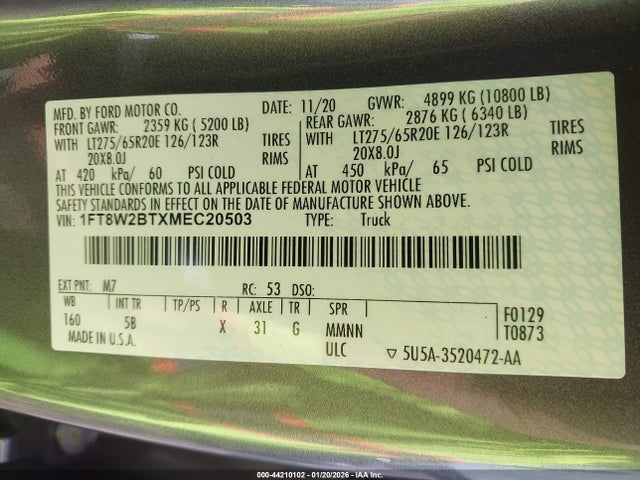 MFD. BY FORD MOTOR CO. DATE: 11/20 GVWR: 4899 KG (10800 LB)
FRONT GAWR: 2359 KG ( 5200 LB) REAR GAWR: 2876 KG ( 6340 LB)
WITH LT275/65R20E 126/123R TIRES WITH LT275/65R20E 126/123R TIRES
20X8.0J RIMS 20X8.0J RIMS
AT 420 kPa/ 60 PSI COLD AT 450 kPa/ 65 PSI COLD
THIS VEHICLE CONFORMS TO ALL APPLICABLE FEDERAL MOTOR VEHICLE
SAFETY STANDARDS IN EFFECT ON THE DATE OF MANUFACTURE SHOWN ABOVE.
VIN: 1FT8W2BTXMEC20503 TYPE: Truck
EXT PNT: M7 RC: 53 DSO:
WB INT TR TP/PS R AXLE TR SPR F0129
160 5B X 31 G MMNN T0873
MADE IN U.S.A. ULC ▽ 5U5A-3520472-AA
000-44210102 - 01/20/2026 - IAA Inc.